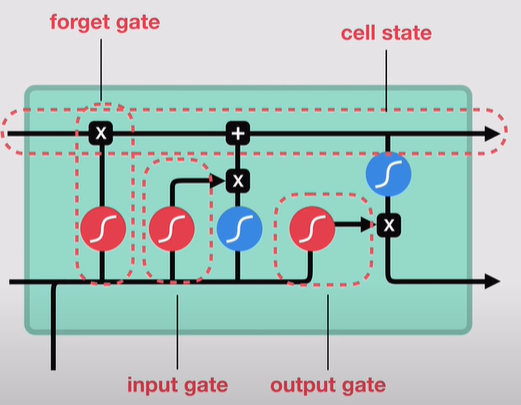 forget gate
cell state
X
+
X
X
input gate
output gate